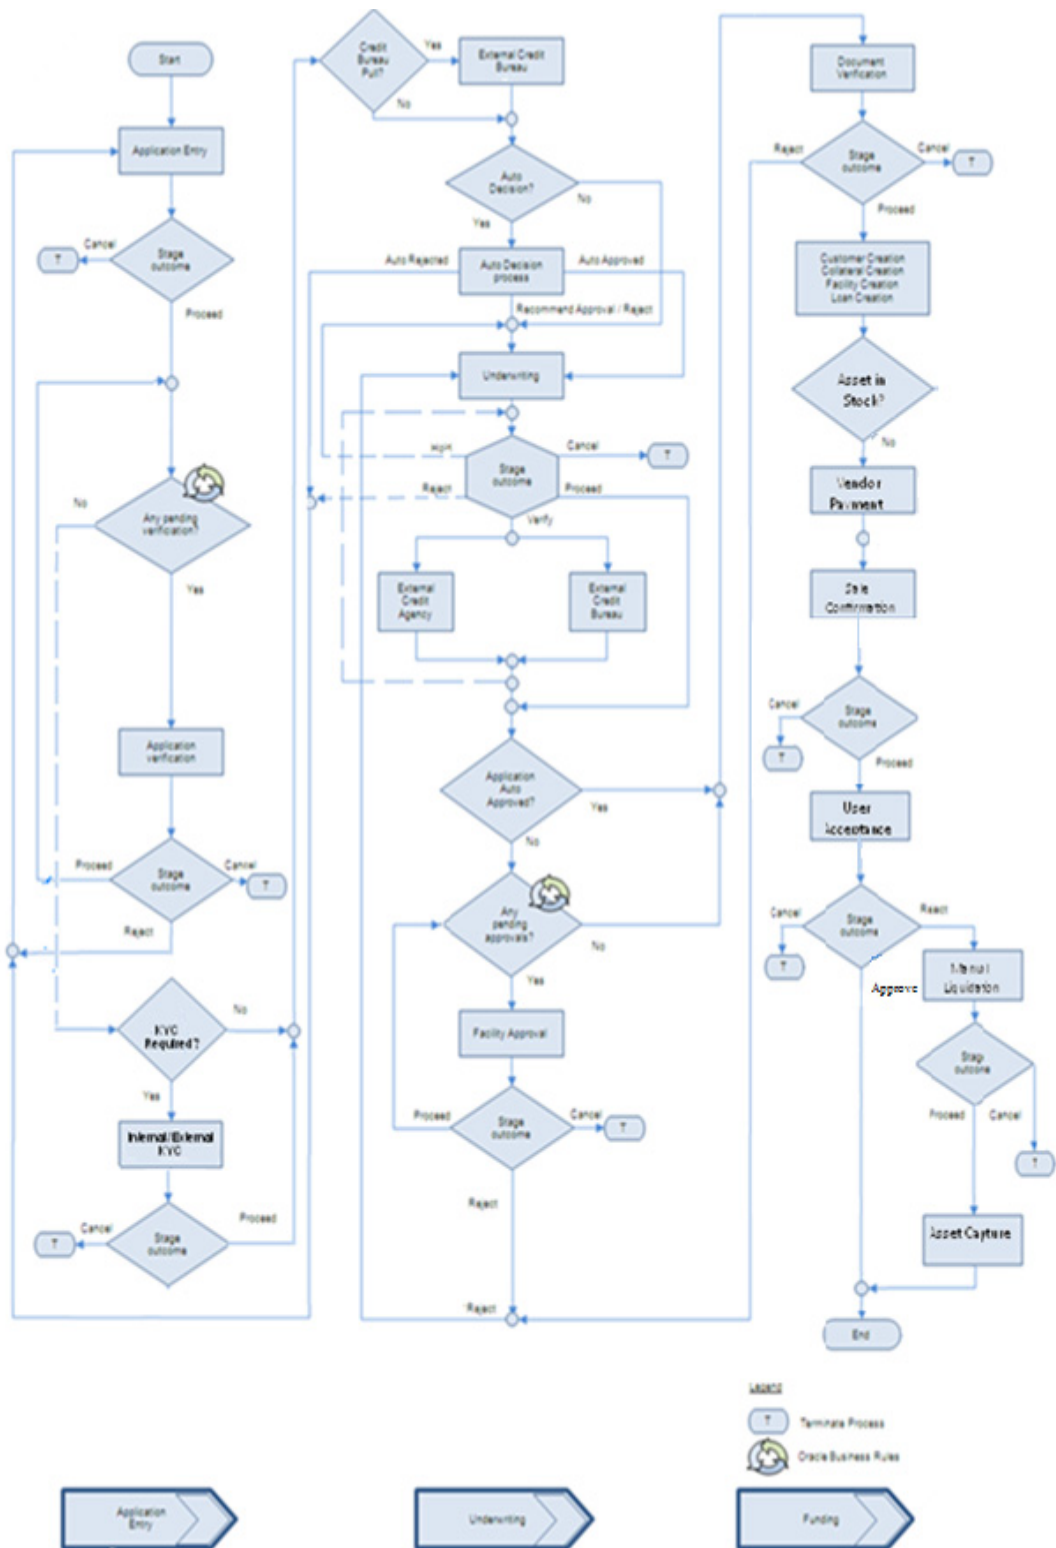 Start
Application Entry
Cancel
T
Stage
outcome
Proceed
No
Any pending
verification?
Yes
Application
verification
Proceed
Stage
outcome
Cancel
T
Reject
KYC
Required?
No
Yes
Internal/External
KYC
T
Cancel
Stage
outcome
Proceed
Credit
Bureau
Pull?
Yes
External Credit
Bureau
No
Auto
Decision?
No
Yes
Auto Rejected
Auto Decision
process
Auto Approved
Recommend Approval / Reject
Underwriting
Cancel
T
Stage
outcome
Reject
Proceed
Verify
External
Credit
Agency
External
Credit
Bureau
Application
Auto
Approved?
Yes
No
Any
pending
approvals?
No
Yes
Facility Approval
Proceed
Stage
outcome
Cancel
T
Reject
Reject
Document
Verification
Reject
Stage
outcome
Cancel
T
Proceed
Customer Creation
Collateral Creation
Facility Creation
Loan Creation
Asset in
Stock?
No
Vendor
Payment
Sale
Confirmation
Cancel
Stage
outcome
T
Proceed
User
Acceptance
Cancel
Stage
outcome
Reject
T
Approve
Manual
Liquidation
Stage
outcome
Proceed
Cancel
T
Asset Capture
End
Legend
T
Terminate Process
Oracle Business Rules
Application
Entry
Underwriting
Funding